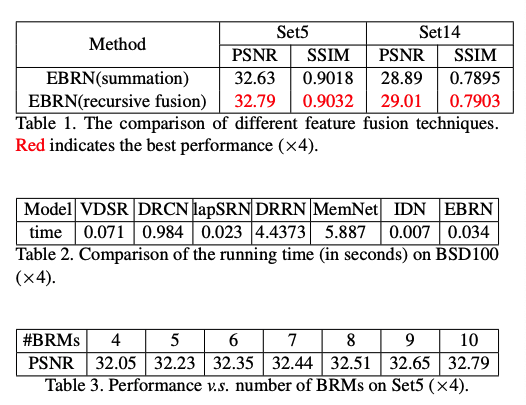 Method Set5 Set14
PSNR SSIM PSNR SSIM
EBRN(summation) 32.63 0.9018 28.89 0.7895
EBRN(recursive fusion) 32.79 0.9032 29.01 0.7903
Table 1. The comparison of different feature fusion techniques.
Red indicates the best performance (×4).
Model VDSR DRCN lapSRN DRRN MemNet IDN EBRN
time 0.071 0.984 0.023 4.4373 5.887 0.007 0.034
Table 2. Comparison of the running time (in seconds) on BSD100
(×4).
#BRMs 4 5 6 7 8 9 10
PSNR 32.05 32.23 32.35 32.44 32.51 32.65 32.79
Table 3. Performance v.s. number of BRMs on Set5 (×4).